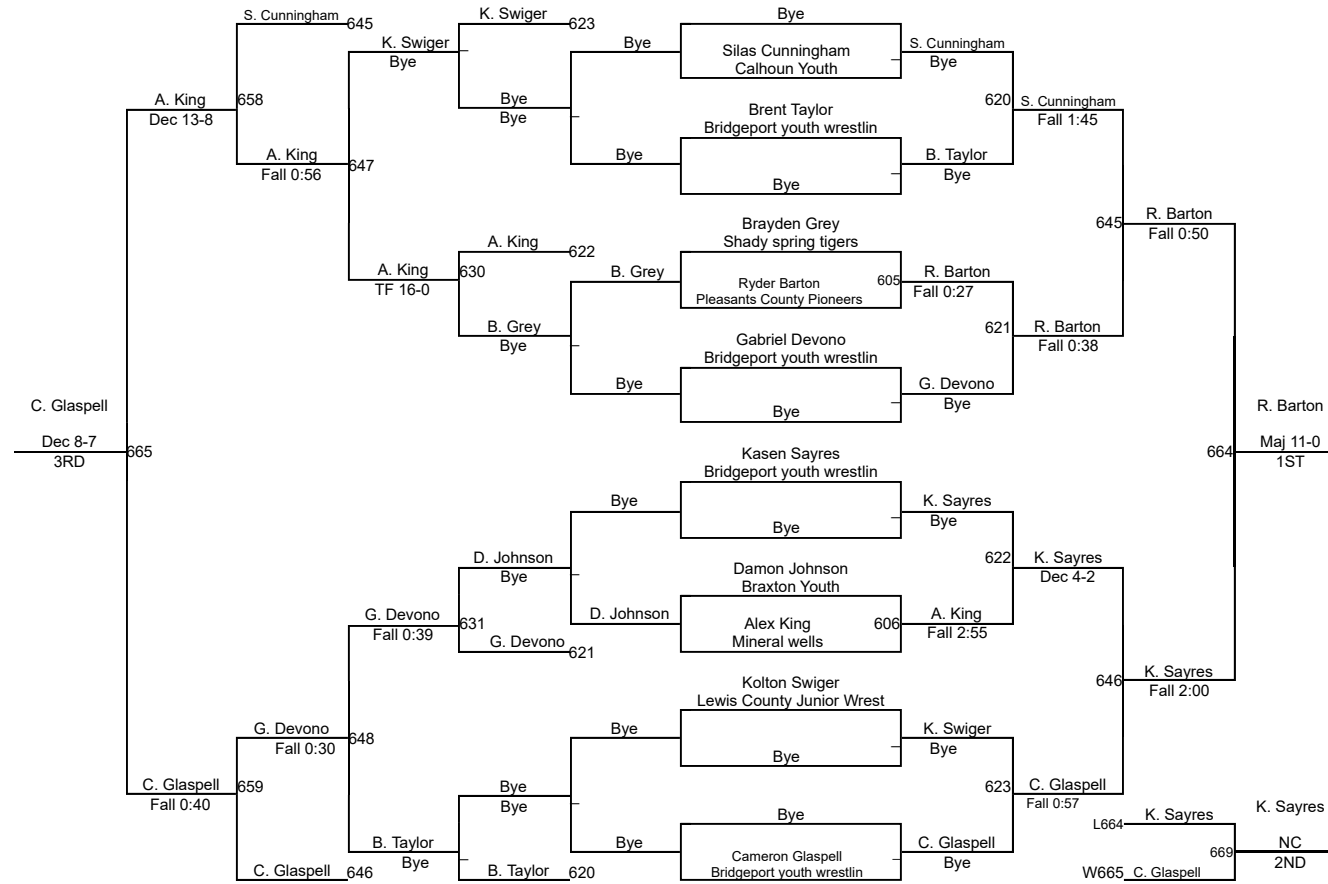 Bye
S. Cunningham 645
K. Swiger 623
K. Swiger
Bye
Bye
Silas Cunningham
Calhoun Youth
S. Cunningham
Bye
A. King
Dec 13-8
658
Bye
Bye
Brent Taylor
Bridgeport youth wrestlin
620
S. Cunningham
Fall 1:45
A. King
Fall 0:56
647
Bye
B. Taylor
Bye
Bye
Brayden Grey
Shady spring tigers
645
R. Barton
Fall 0:50
A. King
622
A. King
TF 16-0
630
B. Grey
Ryder Barton
Pleasants County Pioneers
605
R. Barton
Fall 0:27
B. Grey
Bye
621
R. Barton
Fall 0:38
Gabriel Devono
Bridgeport youth wrestlin
Bye
G. Devono
Bye
Bye
C. Glaspell
Dec 8-7
3RD
665
R. Barton
664
Maj 11-0
1ST
Kasen Sayres
Bridgeport youth wrestlin
Bye
K. Sayres
Bye
Bye
D. Johnson
Bye
622
K. Sayres
Dec 4-2
Damon Johnson
Braxton Youth
G. Devono
Fall 0:39
631
D. Johnson
Alex King
Mineral wells
606
A. King
Fall 2:55
G. Devono
621
646
K. Sayres
Fall 2:00
Kolton Swiger
Lewis County Junior Wrest
G. Devono
Fall 0:30
648
Bye
K. Swiger
Bye
Bye
C. Glaspell
Fall 0:40
659
Bye
Bye
623
C. Glaspell
Fall 0:57
Bye
B. Taylor
Bye
Bye
Cameron Glaspell
Bridgeport youth wrestlin
C. Glaspell
Bye
C. Glaspell 646
B. Taylor 620
L664
K. Sayres
K. Sayres
669
NC
2ND
W665
C. Glaspell